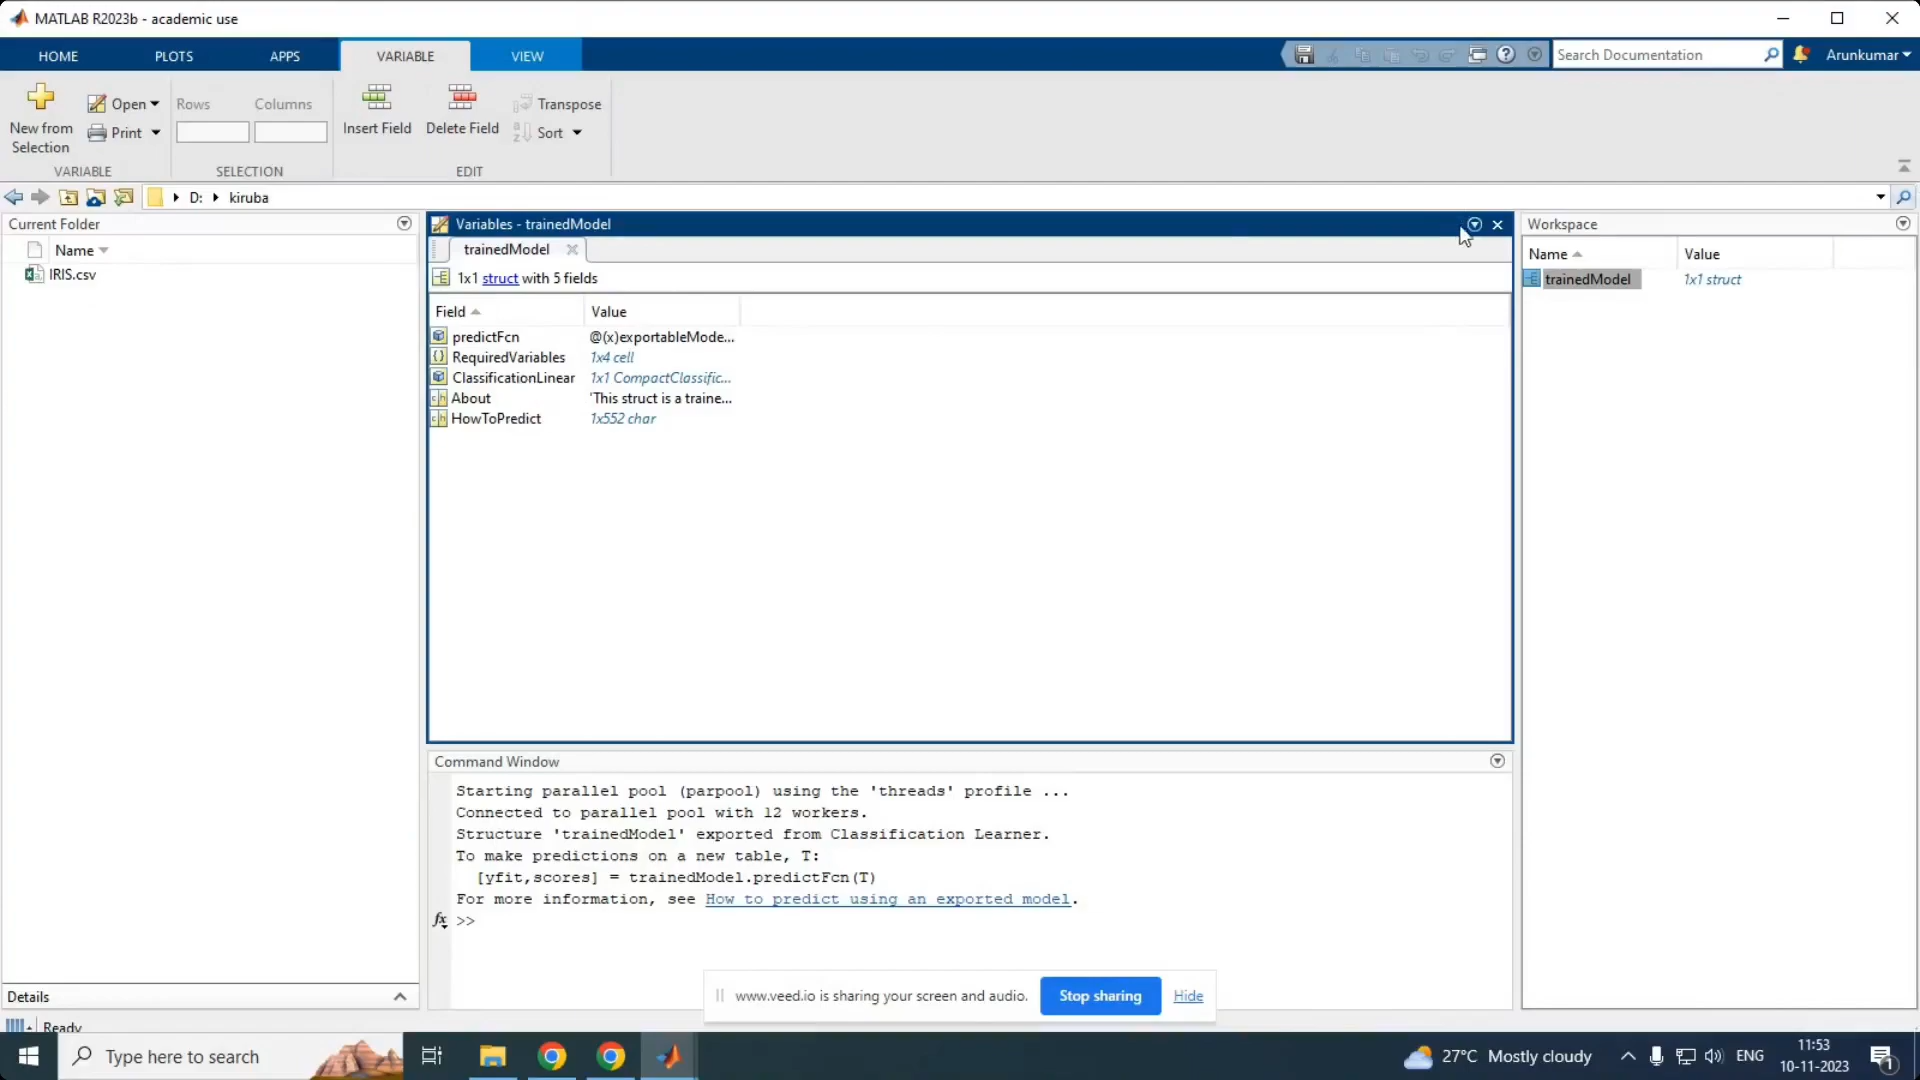 MATLAB R2023b - academic use
HOME
PLOTS
APPS
VARIABLE
VIEW
Search Documentation
Arunkumar
New from
Selection
Open
Print
VARIABLE
Rows
Columns
SELECTION
Insert Field
Delete Field
Transpose
Sort
EDIT
D:
kiruba
Current Folder
Name
IRIS.csv
Details
Ready
Variables - trainedModel
trainedModel
1x1 struct with 5 fields
Field Value
predictFcn @(x)exportableMode...
RequiredVariables 1x4 cell
ClassificationLinear 1x1 CompactClassific...
About 'This struct is a traine...
HowToPredict 1x552 char
Command Window
Starting parallel pool (parpool) using the 'threads' profile ...
Connected to parallel pool with 12 workers.
Structure 'trainedModel' exported from Classification Learner.
To make predictions on a new table, T:
[yfit,scores] = trainedModel.predictFcn(T)
For more information, see How to predict using an exported model.
fx >>
Workspace
Name Value
trainedModel 1x1 struct
www.veed.io is sharing your screen and audio.
Stop sharing
Hide
Type here to search
27°C Mostly cloudy
ENG
11:53
10-11-2023
1